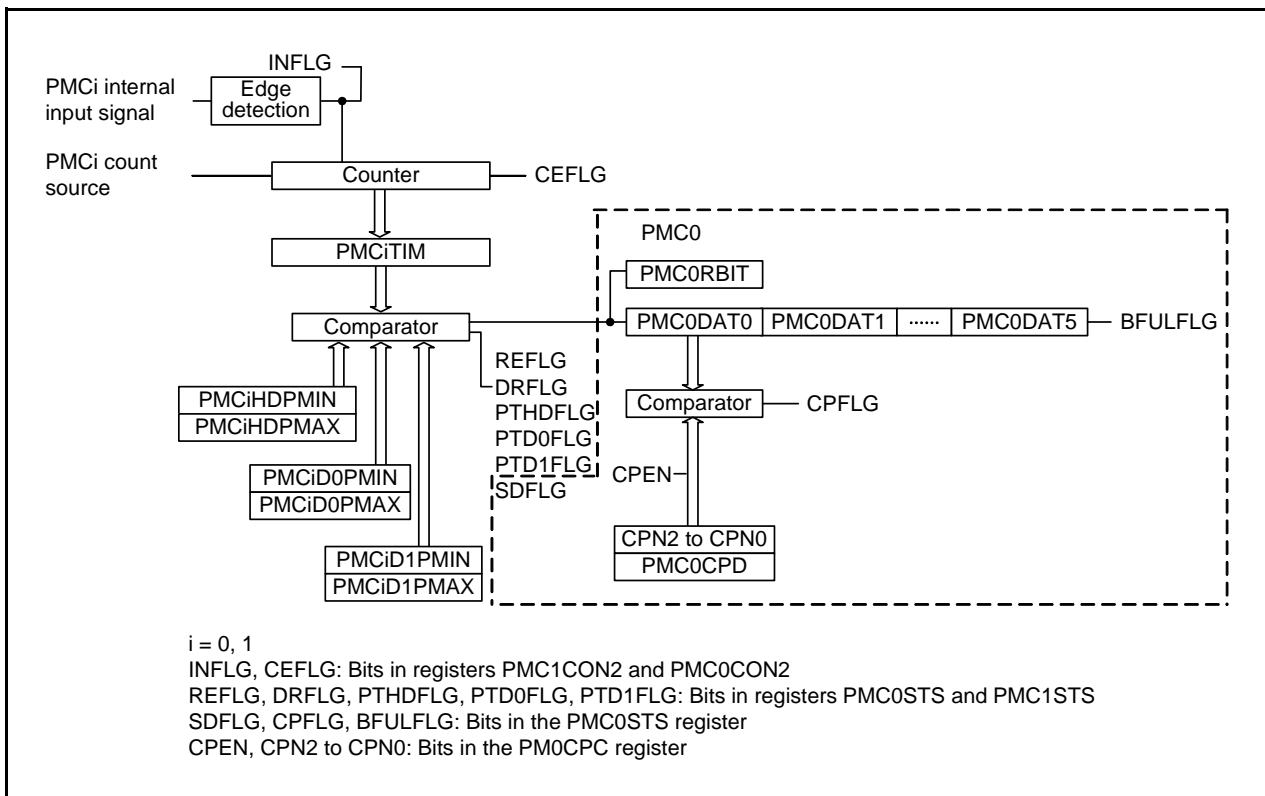 INFLG
PMCi internal
input signal
Edge
detection
PMCi count
source
Counter
CEFLG
PMCiTIM
PMC0
PMC0RBIT
Comparator
PMC0DAT0
PMC0DAT1
......
PMC0DAT5
BFULFLG
REFLG
DRFLG
PTHDFLG
PTD0FLG
PTD1FLG
SDFLG
PMCiHDPMIN
PMCiHDPMAX
Comparator
CPFLG
PMCiD0PMIN
PMCiD0PMAX
CPEN
CPN2 to CPN0
PMC0CPD
PMCiD1PMIN
PMCiD1PMAX
i = 0, 1
INFLG, CEFLG: Bits in registers PMC1CON2 and PMC0CON2
REFLG, DRFLG, PTHDFLG, PTD0FLG, PTD1FLG: Bits in registers PMC0STS and PMC1STS
SDFLG, CPFLG, BFULFLG: Bits in the PMC0STS register
CPEN, CPN2 to CPN0: Bits in the PM0CPC register